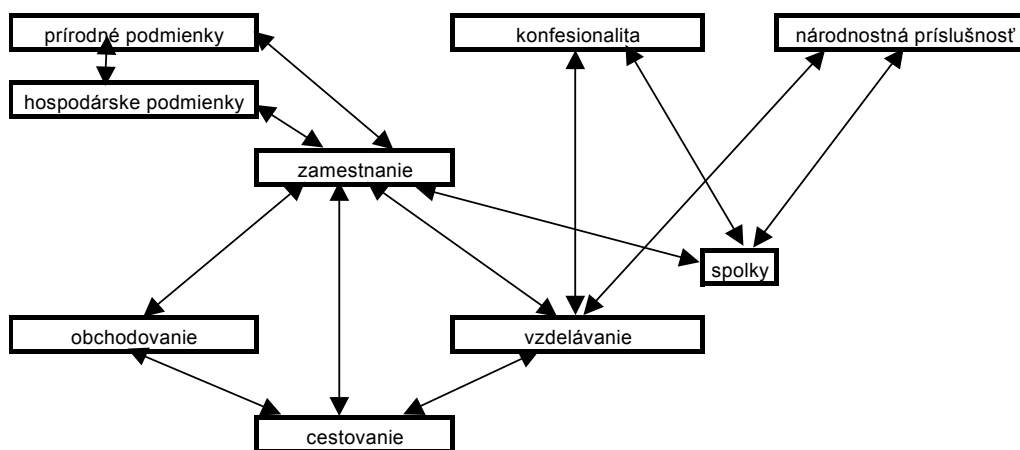 prírodné podmienky
konfesionalita
národnostná príslušnosť
hospodárske podmienky
zamestnanie
spolky
obchodovanie
vzdelávanie
cestovanie